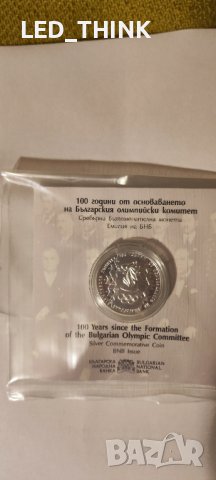 LED_THINK
100 години от основаването
на Българския олимпийски комитет
Сребърна възпоменателна монета
Емисия на БНБ
100 Years since the Formation
of the Bulgarian Olympic Committee
Silver Commemorative Coin
BNB Issue
БЪЛГАРСКА BULGARIAN
НАРОДНА NATIONAL
БАНКА BANK
bazar